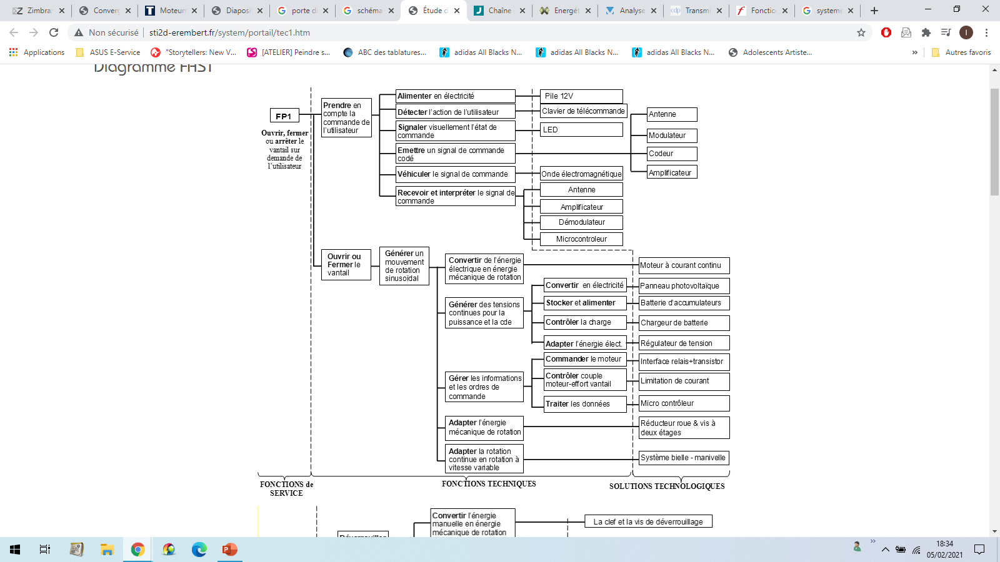 Zimbra:
Converg
Moteurs
Diaposi
porte de
schéma
Étude d
Chaîne
Energét
Analyse
Transmi
Fonctio
systeme
Non sécurisé
sti2d-erembert.fr/system/portail/tec1.htm
I
Applications
ASUS E-Service
"Storytellers: New V...
[ATELIER] Peindre s...
ABC des tablatures...
adidas All Blacks N...
adidas All Blacks N...
adidas All Blacks N...
Adolescents Artiste...
»
Autres favoris
Diagramme FAST
FP1
Ouvrir, fermer
ou arrêter le
vantail sur
demande de
l'utilisateur
Prendre en
compte la
commande de
l'utilisateur
Alimenter en électricité
Pile 12V
Détecter l'action de l'utilisateur
Clavier de télécommande
Signaler visuellement l'état de
commande
LED
Emettre un signal de commande
codé
Antenne
Modulateur
Codeur
Amplificateur
Véhiculer le signal de commande
Onde électromagnétique
Recevoir et interpréter le signal de
commande
Antenne
Amplificateur
Démodulateur
Microcontroleur
Ouvrir ou
Fermer le
vantail
Générer un
mouvement
de rotation
sinusoïdal
Convertir de l'énergie
électrique en énergie
mécanique de rotation
Moteur à courant continu
Générer des tensions
continues pour la
puissance et la cde
Convertir en électricité
Panneau photovoltaïque
Stocker et alimenter
Batterie d'accumulateurs
Contrôler la charge
Chargeur de batterie
Adapter l'énergie élect.
Régulateur de tension
Gérer les informations
et les ordres de
commande
Commander le moteur
Interface relais+transistor
Contrôler couple
moteur-effort vantail
Limitation de courant
Traiter les données
Micro contrôleur
Adapter l'énergie
mécanique de rotation
Réducteur roue & vis à
deux étages
Adapter la rotation
continue en rotation à
vitesse variable
Système bielle - manivelle
FONCTIONS de
SERVICE
FONCTIONS TECHNIQUES
SOLUTIONS TECHNOLOGIQUES
Convertir l'énergie
manuelle en énergie
mécanique de rotation
La clef et la vis de déverrouillage
18:34
05/02/2021